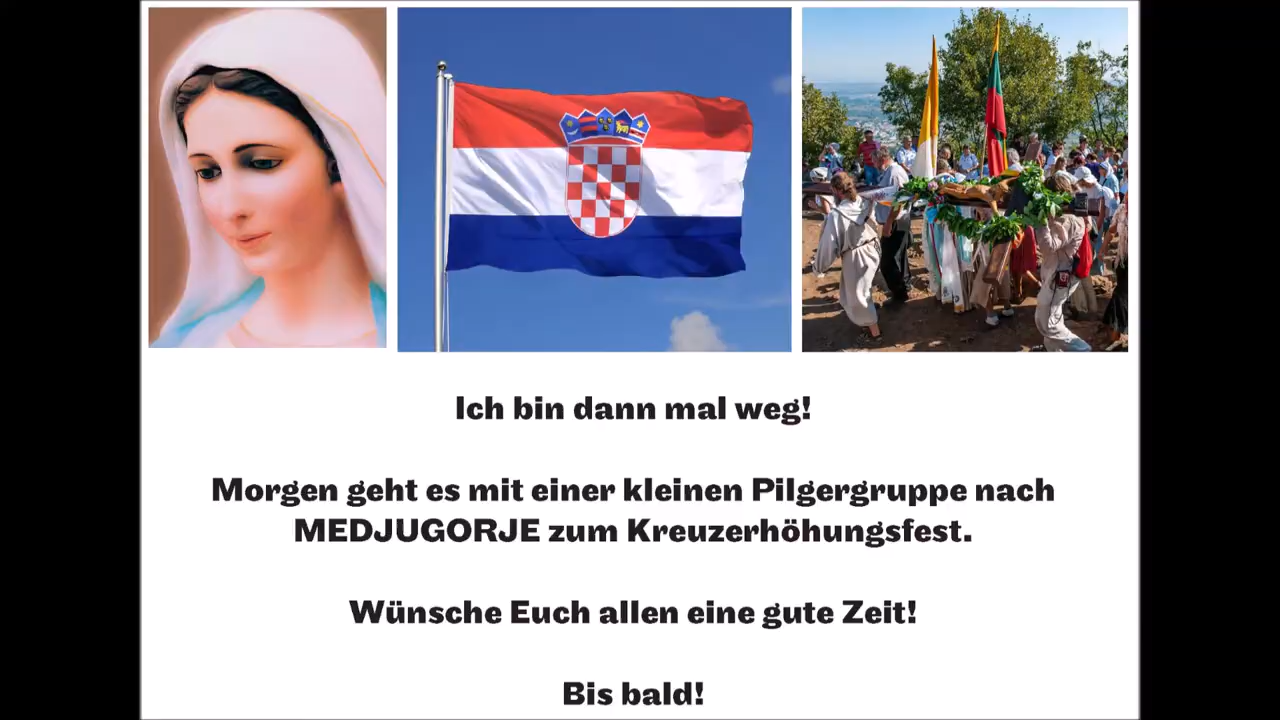 Ich bin dann mal weg!
Morgen geht es mit einer kleinen Pilgergruppe nach
MEDJUGORJE zum Kreuzerhöhungsfest.
Wünsche Euch allen eine gute Zeit!
Bis bald!